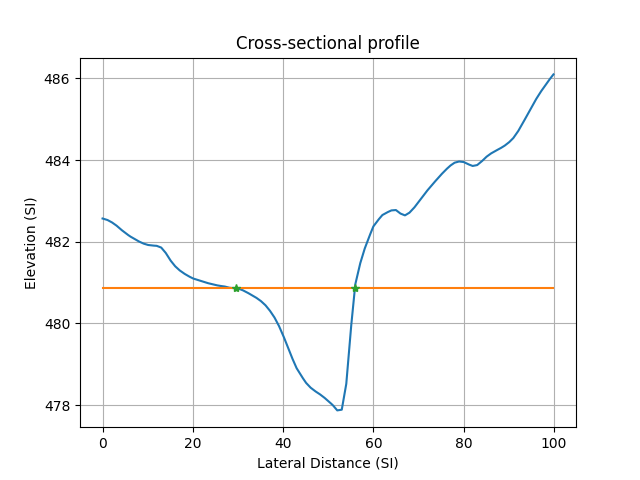 Cross-sectional profile
Elevation (SI)
486
484
482
480
478
0 20 40 60 80 100
Lateral Distance (SI)